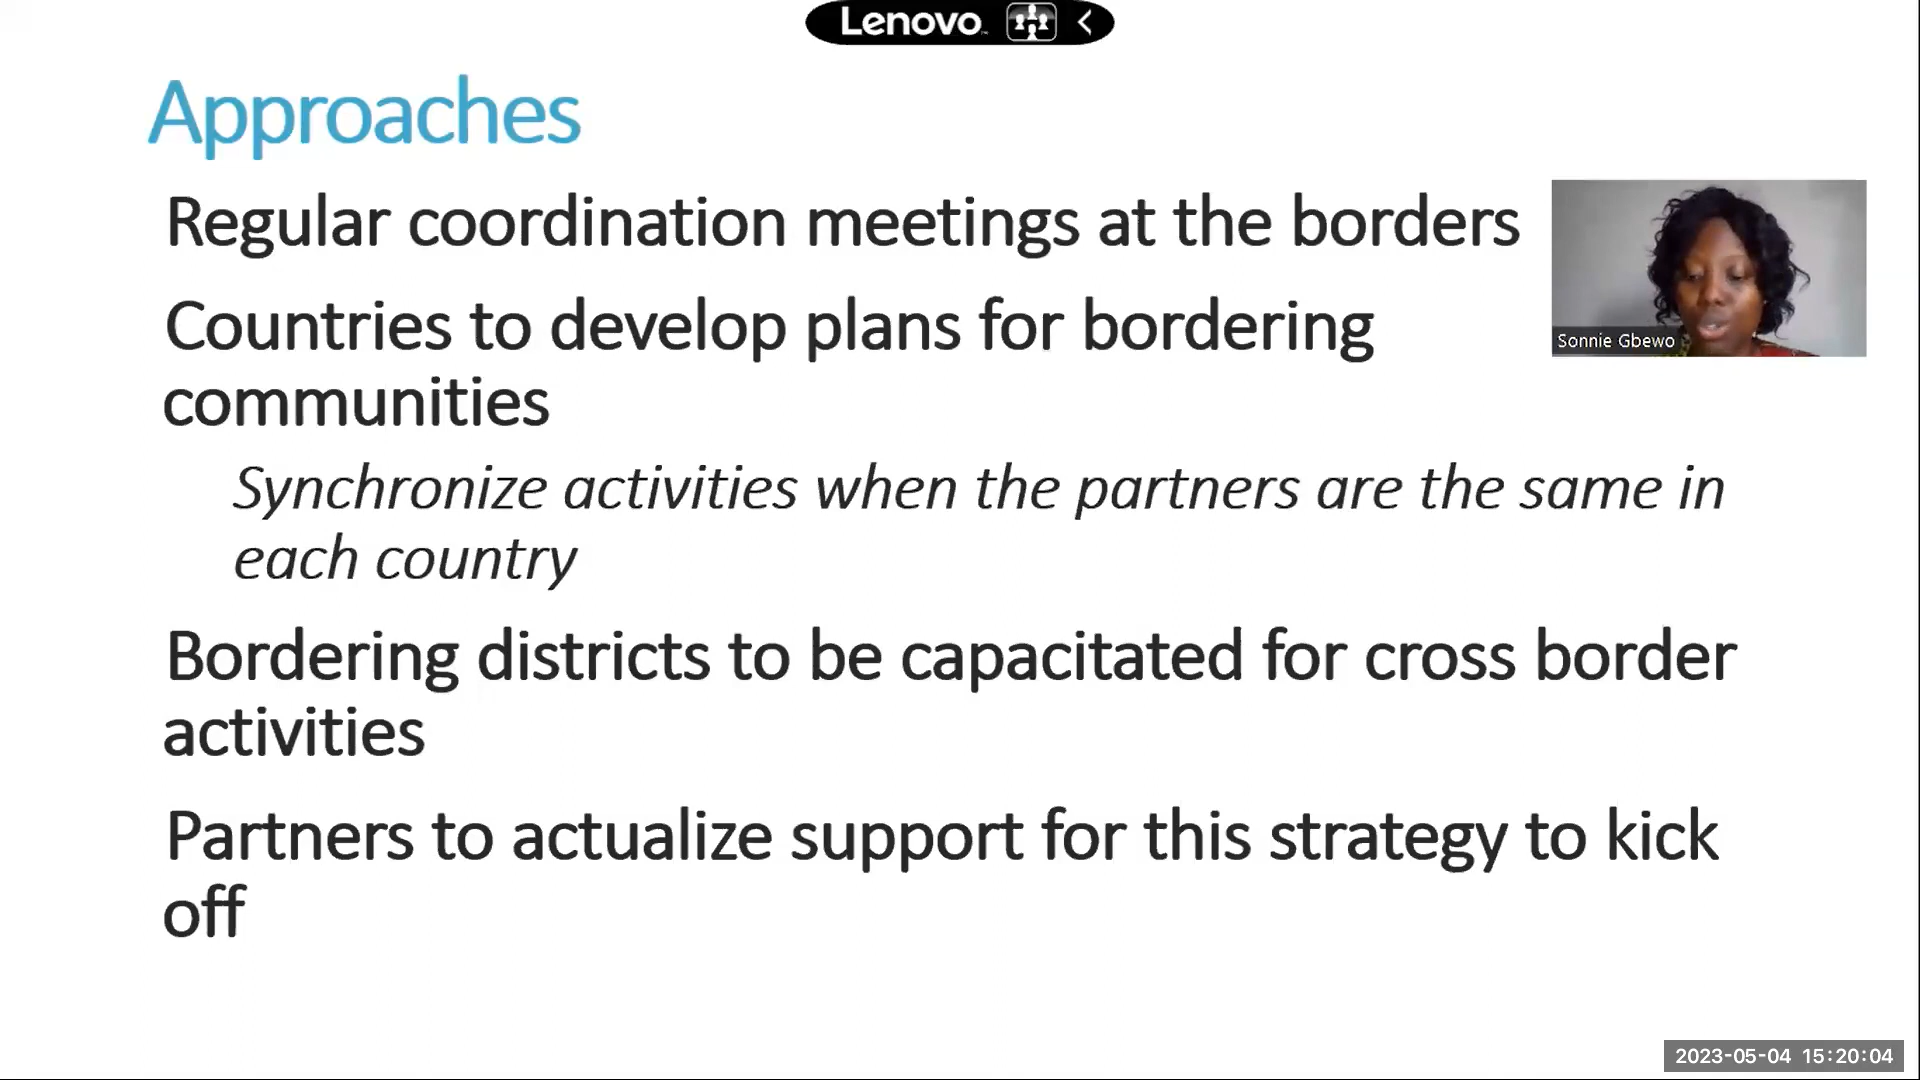 Lenovo
Approaches
Regular coordination meetings at the borders
Countries to develop plans for bordering
communities
Synchronize activities when the partners are the same in
each country
Bordering districts to be capacitated for cross border
activities
Partners to actualize support for this strategy to kick
off
Sonnie Gbewo
2023-05-04 15:20:04